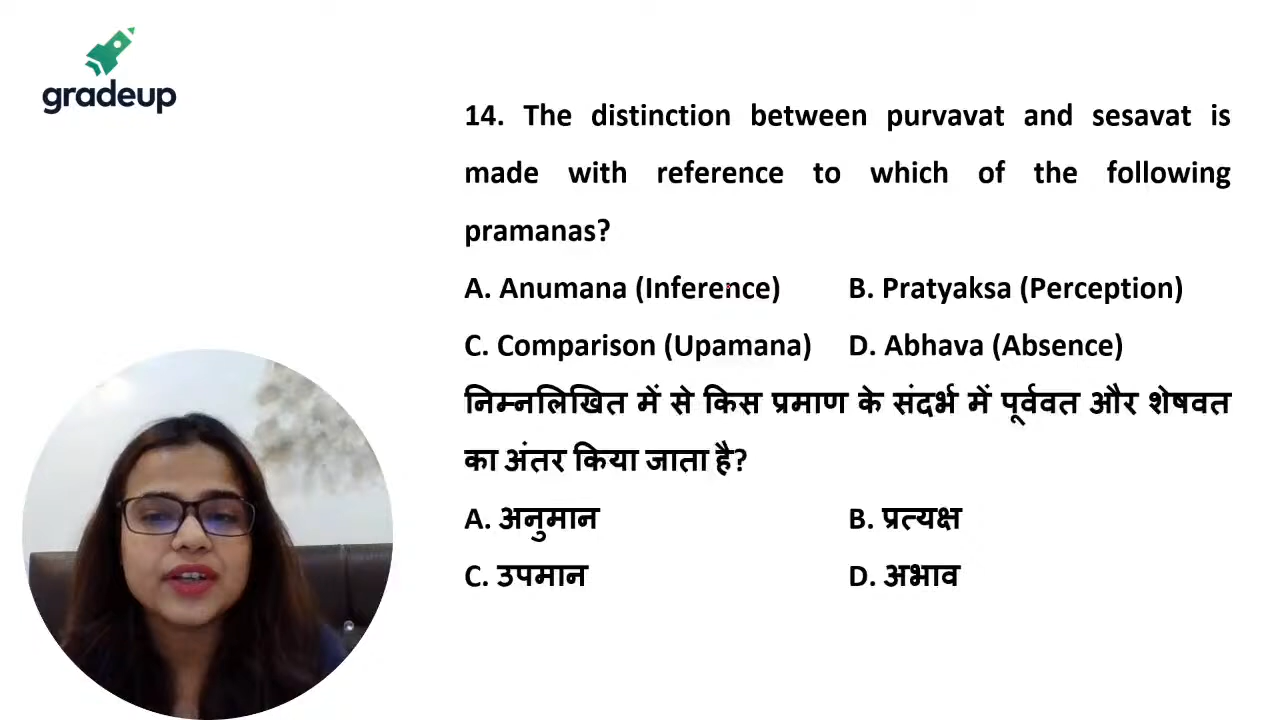 gradeup
14. The distinction between purvavat and sesavat is
made with reference to which of the following
pramanas?
A. Anumana (Inference) B. Pratyaksa (Perception)
C. Comparison (Upamana) D. Abhava (Absence)
निम्नलिखित में से किस प्रमाण के संदर्भ में पूर्ववत और शेषवत
का अंतर किया जाता है?
A. अनुमान B. प्रत्यक्ष
C. उपमान D. अभाव